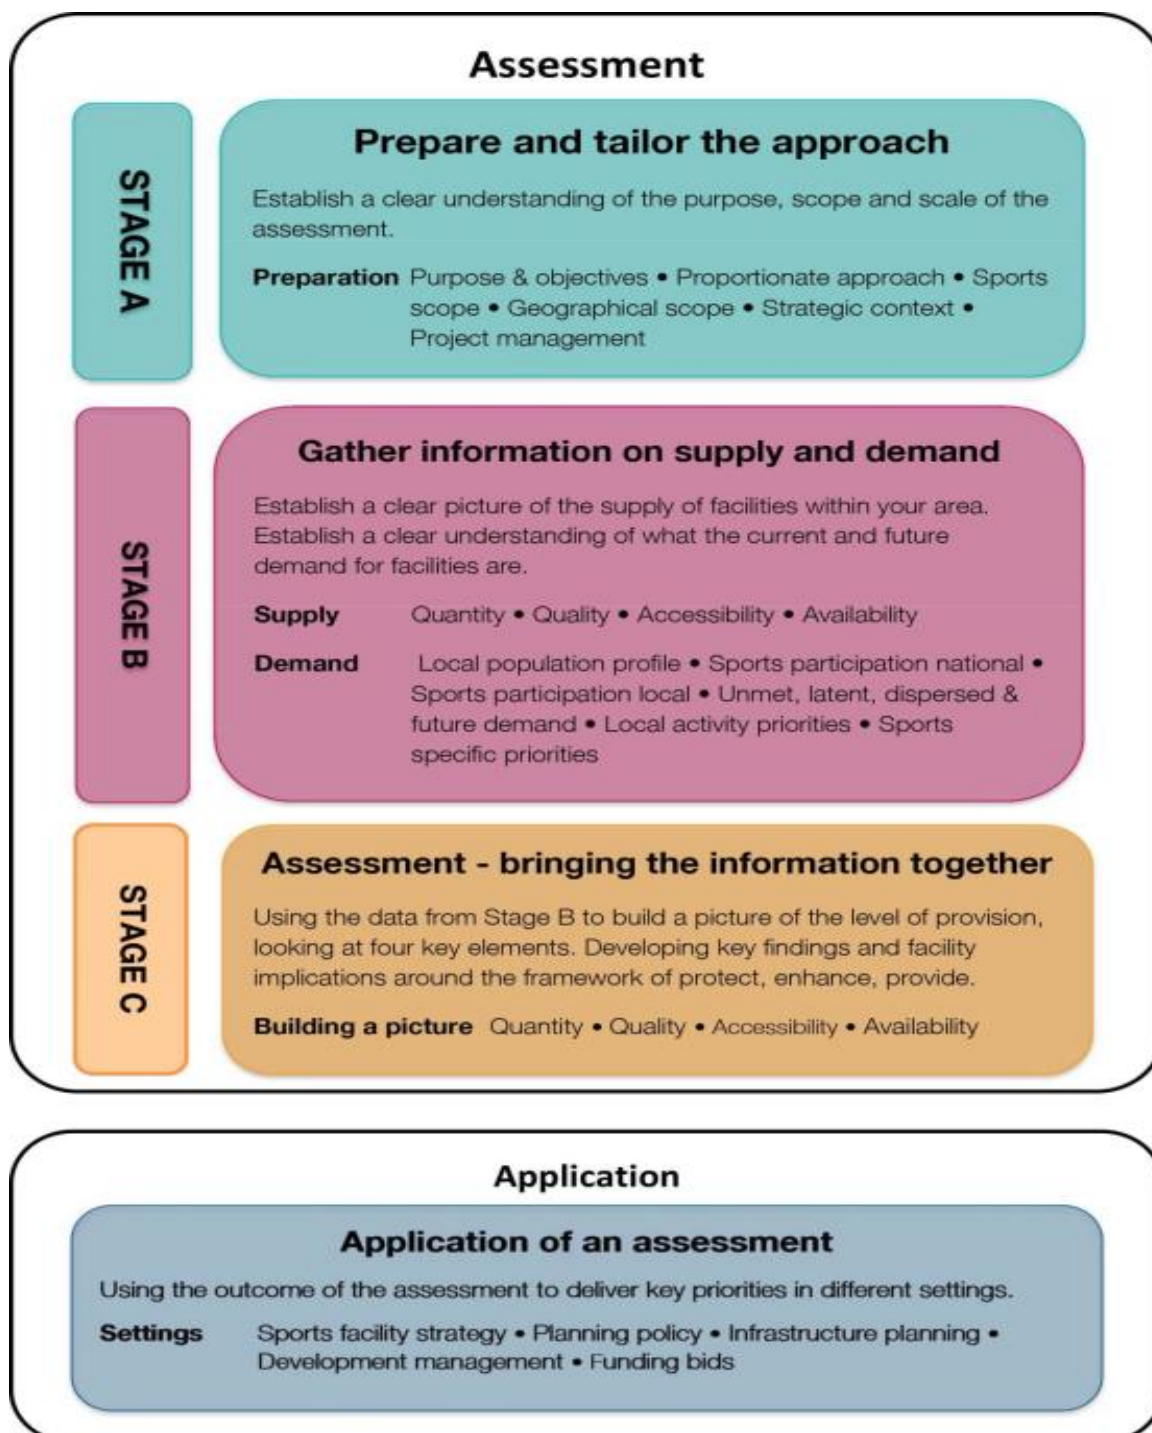 Assessment
STAGE A
Prepare and tailor the approach
Establish a clear understanding of the purpose, scope and scale of the
assessment.
Preparation Purpose & objectives • Proportionate approach • Sports
scope • Geographical scope • Strategic context •
Project management
STAGE B
Gather information on supply and demand
Establish a clear picture of the supply of facilities within your area.
Establish a clear understanding of what the current and future
demand for facilities are.
Supply Quantity • Quality • Accessibility • Availability
Demand Local population profile • Sports participation national •
Sports participation local • Unmet, latent, dispersed &
future demand • Local activity priorities • Sports
specific priorities
STAGE C
Assessment - bringing the information together
Using the data from Stage B to build a picture of the level of provision,
looking at four key elements. Developing key findings and facility
implications around the framework of protect, enhance, provide.
Building a picture Quantity • Quality • Accessibility • Availability
Application
Application of an assessment
Using the outcome of the assessment to deliver key priorities in different settings.
Settings Sports facility strategy • Planning policy • Infrastructure planning •
Development management • Funding bids